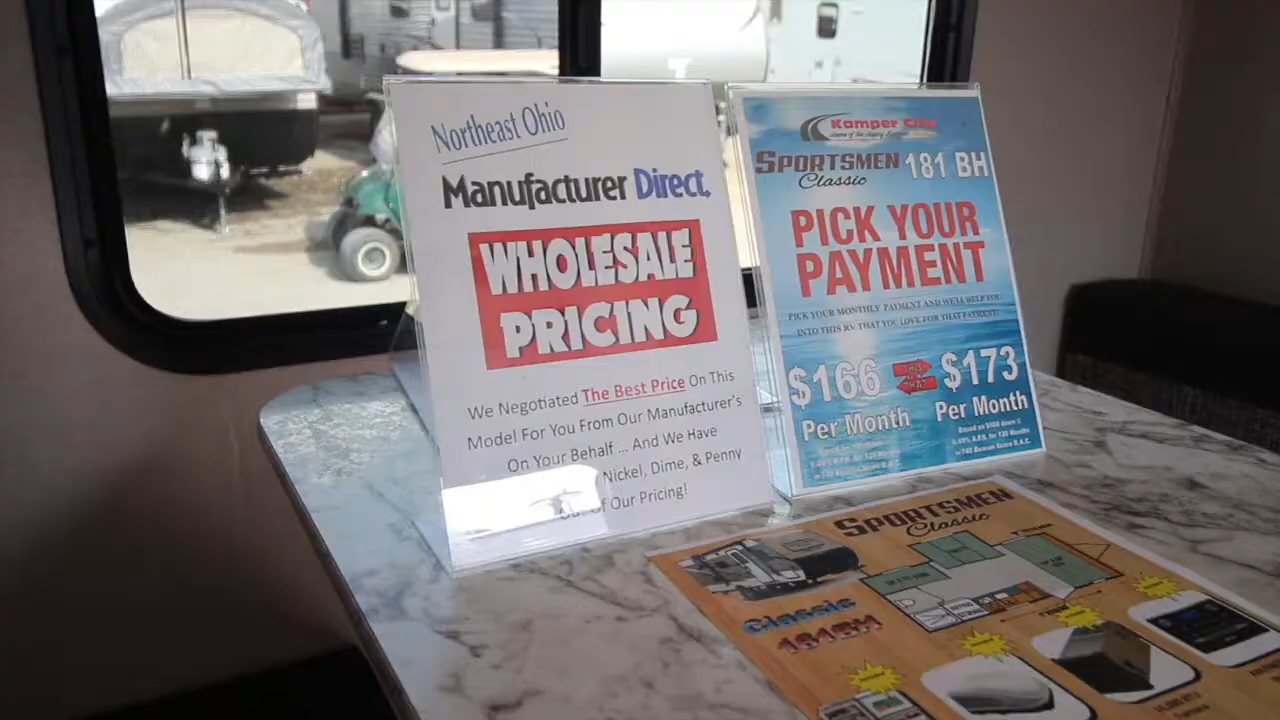 Northeast Ohio
Manufacturer Direct.
WHOLESALE
PRICING
We Negotiated The Best Price On This
Model For You From Our Manufacturer's
On Your Behalf ... And We Have
Nickel, Dime, & Penny
Of Our Pricing!
Kamper City
SPORTSMEN 181 BH
Classic
PICK YOUR
PAYMENT
PICK YOUR MONTHLY PAYMENT AND WE'LL HELP YOU
INTO THIS RV THAT YOU LOVE FOR THAT PAYMENT!
$166 THIS $173
THAT
Per Month Per Month
SPORTSMEN
Classic
Classic
181BH